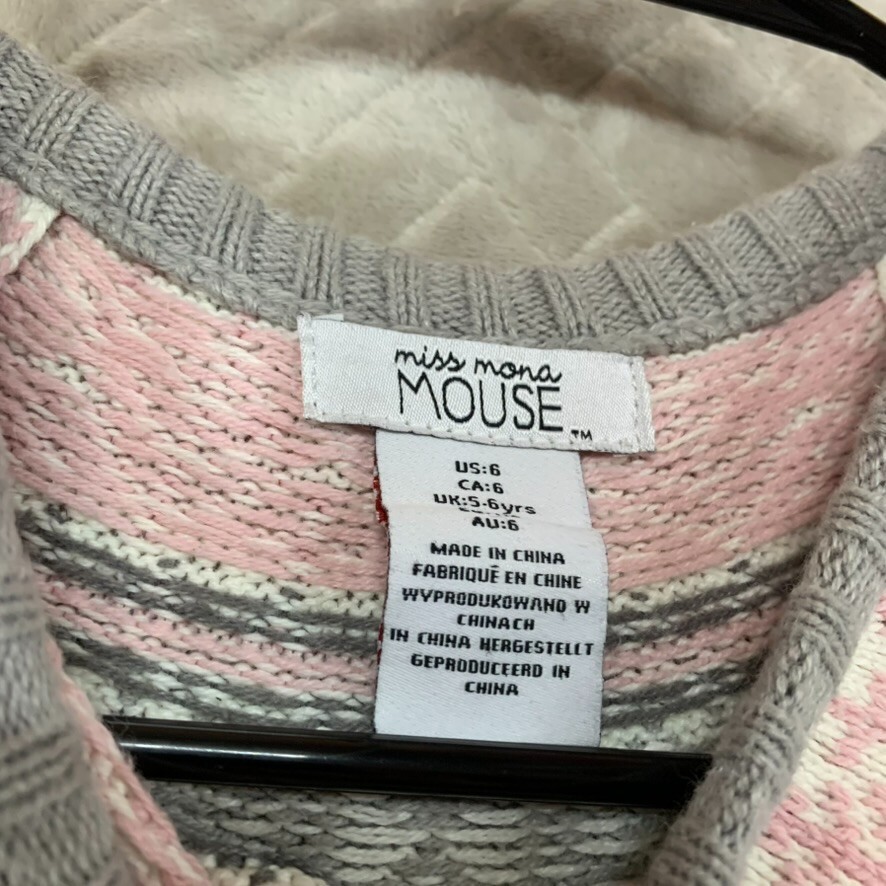 miss mona
MOUSE
TM
US:6
CA:6
UK:5-6yrs
AU:6
MADE IN CHINA
FABRIQUÉ EN CHINE
WYPRODUKOWANO W
CHINACH
IN CHINA HERGESTELLT
GEPRODUCEERD IN
CHINA